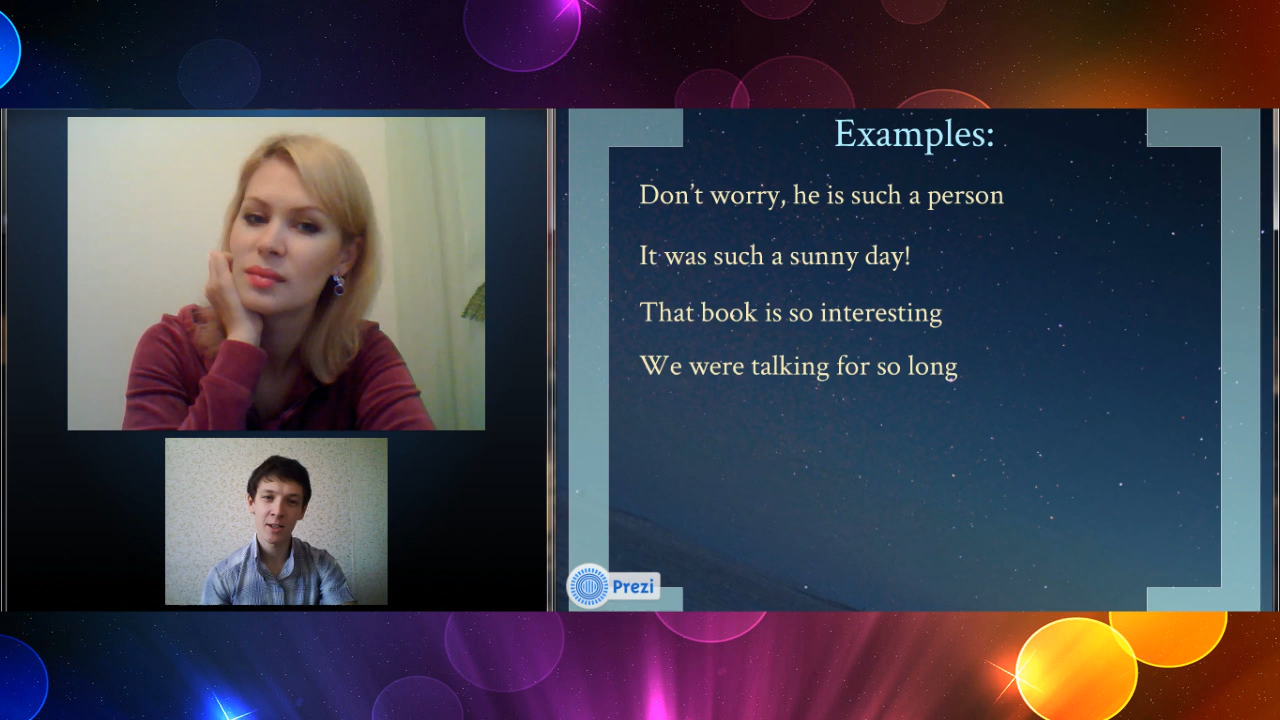 Examples:
Don't worry, he is such a person
It was such a sunny day!
That book is so interesting
We were talking for so long
Prezi